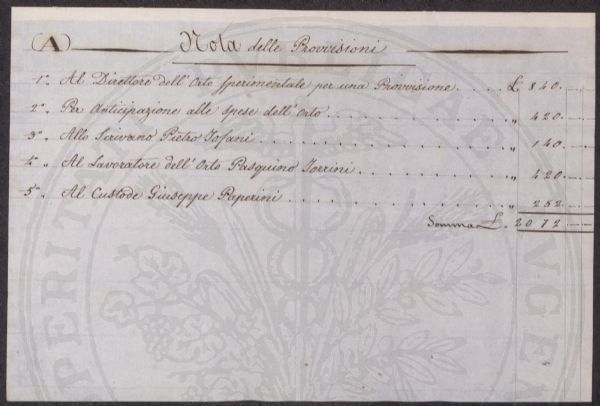 (A) Nota delle Provvisioni
1°. Al Direttore dell'Orto sperimentale per una Provvisione . . . . £. 840. —
2°. Per Anticipazione alle spese dell'Orto . . . . . . . . . . . . . . „ 420. —
3°. Allo Scrivano Pietro Tofani . . . . . . . . . . . . . . . . . . „ 140. —
4°. „ Al Lavoratore dell'Orto Pasquino Torrini . . . . . . . . . . „ 420. —
5°. „ Al Custode Giuseppe Paperini . . . . . . . . . . . . . . . . „ 252. —
Somma £. 2072 —